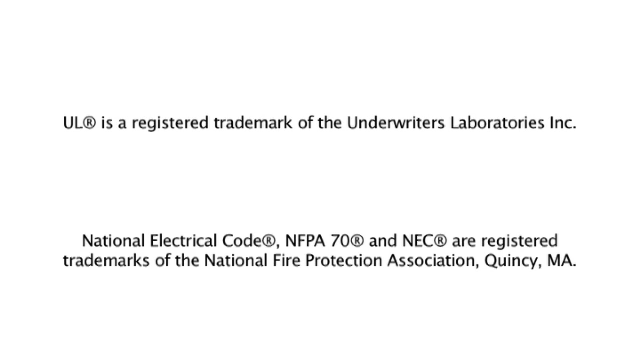 UL® is a registered trademark of the Underwriters Laboratories Inc.
National Electrical Code®, NFPA 70® and NEC® are registered
trademarks of the National Fire Protection Association, Quincy, MA.